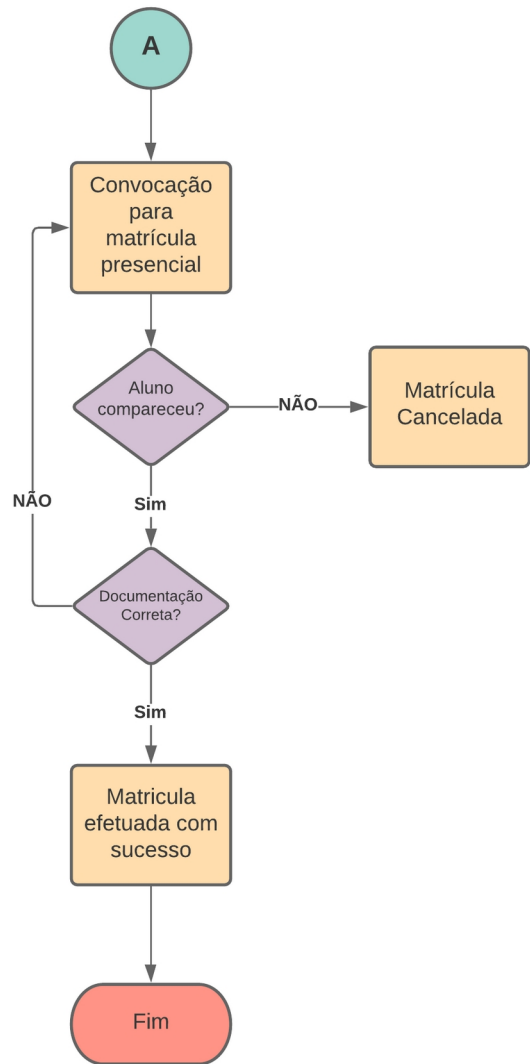 A
Convocação
para
matrícula
presencial
Aluno
compareceu?
NÃO
Matrícula
Cancelada
Sim
NÃO
Documentação
Correta?
Sim
Matricula
efetuada com
sucesso
Fim